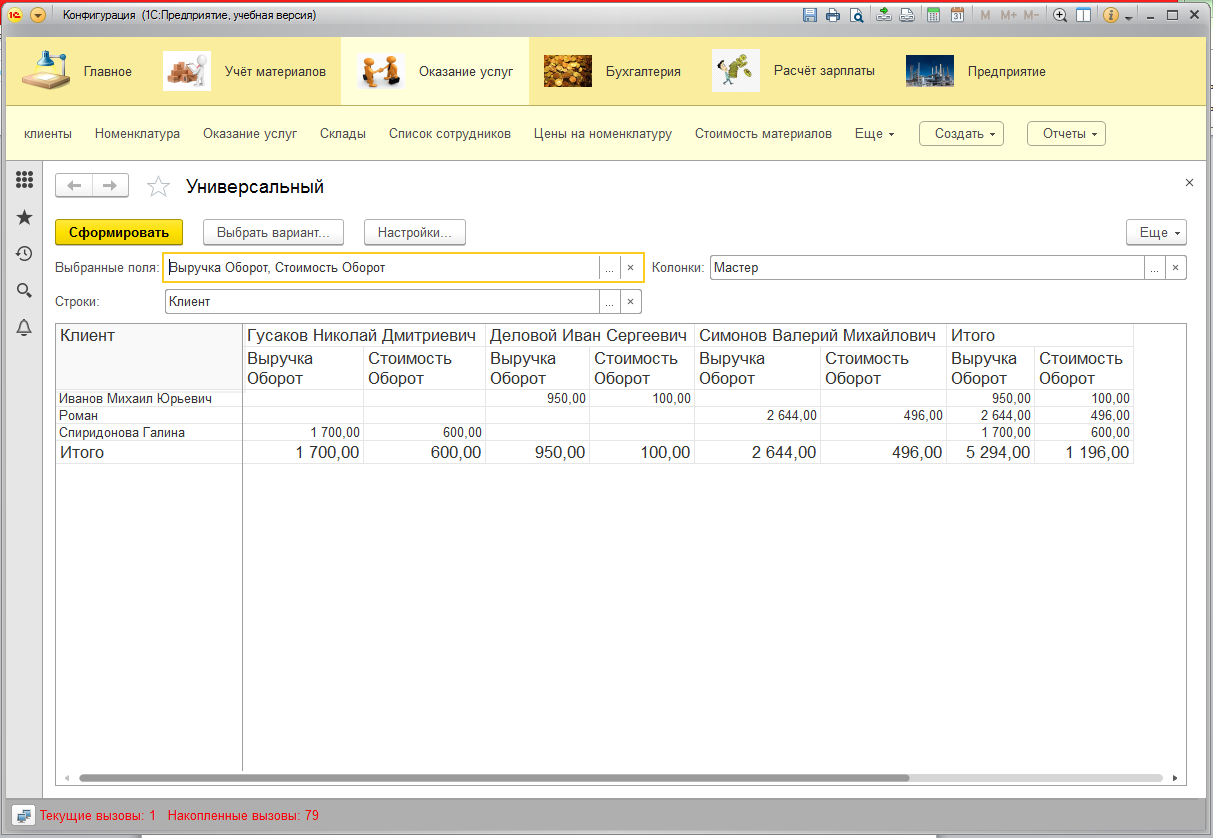 Конфигурация (1С:Предприятие, учебная версия) M M+ M-
Главное Учёт материалов Оказание услуг Бухгалтерия Расчёт зарплаты Предприятие
клиенты Номенклатура Оказание услуг Склады Список сотрудников Цены на номенклатуру Стоимость материалов Еще Создать Отчеты
Универсальный
Сформировать Выбрать вариант... Настройки... Еще
Выбранные поля: Выручка Оборот, Стоимость Оборот ... × Колонки: Мастер ... ×
Строки: Клиент ... ×
Клиент Гусаков Николай Дмитриевич Деловой Иван Сергеевич Симонов Валерий Михайлович Итого
Выручка Стоимость Выручка Стоимость Выручка Стоимость Выручка Стоимость
Оборот Оборот Оборот Оборот Оборот Оборот Оборот Оборот
Иванов Михаил Юрьевич 950,00 100,00 950,00 100,00
Роман 2 644,00 496,00 2 644,00 496,00
Спиридонова Галина 1 700,00 600,00 1 700,00 600,00
Итого 1 700,00 600,00 950,00 100,00 2 644,00 496,00 5 294,00 1 196,00
Текущие вызовы: 1 Накопленные вызовы: 79